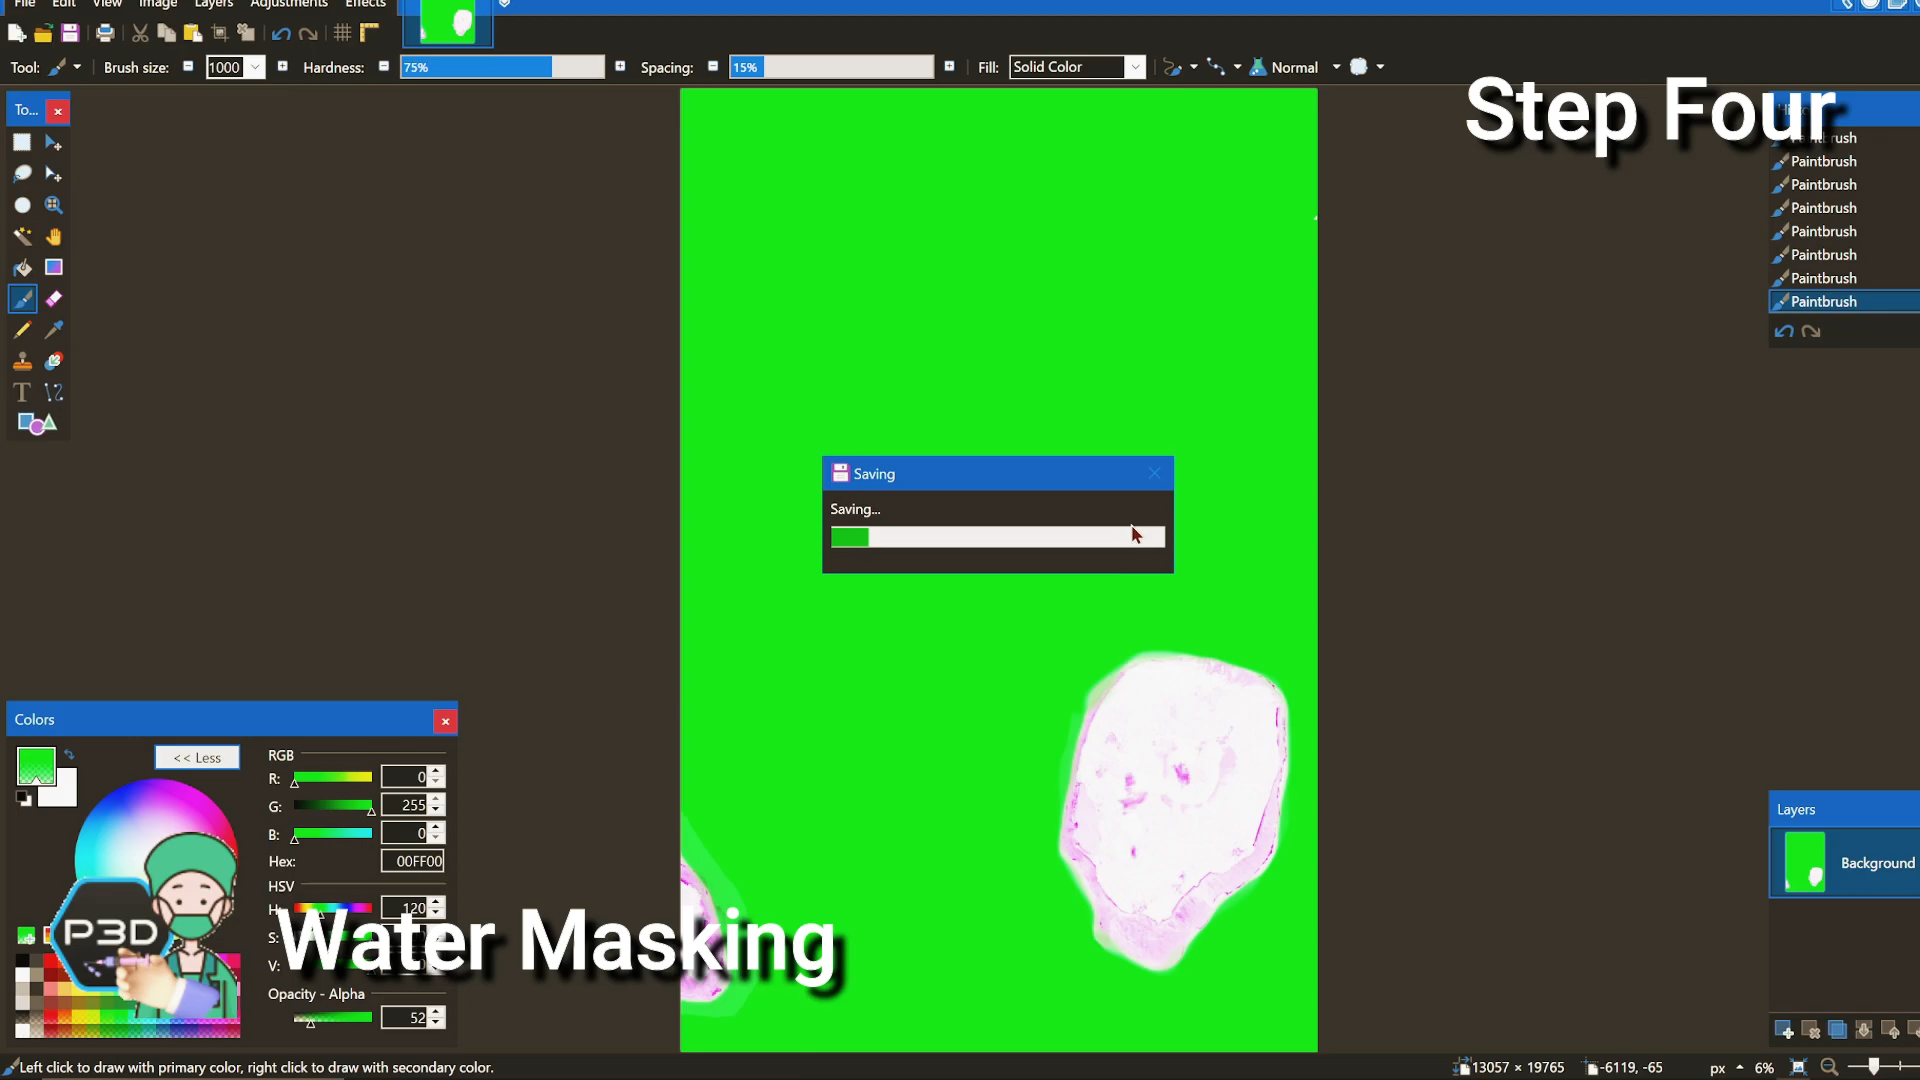 File Edit View Image Layers Adjustments Effects
Tool: Brush size: 1000 Hardness: 75% Spacing: 15% Fill: Solid Color Normal
Step Four
To...
Paintbrush
Paintbrush
Paintbrush
Paintbrush
Paintbrush
Paintbrush
Paintbrush
Saving
Saving...
Colors
<< Less
RGB
R: 0
G: 255
B: 0
Hex: 00FF00
HSV
H: 120
S:
V:
Opacity - Alpha
52
P3D
Water Masking
Layers
Background
Left click to draw with primary color, right click to draw with secondary color.
13057 × 19765 -6119, -65 px 6%